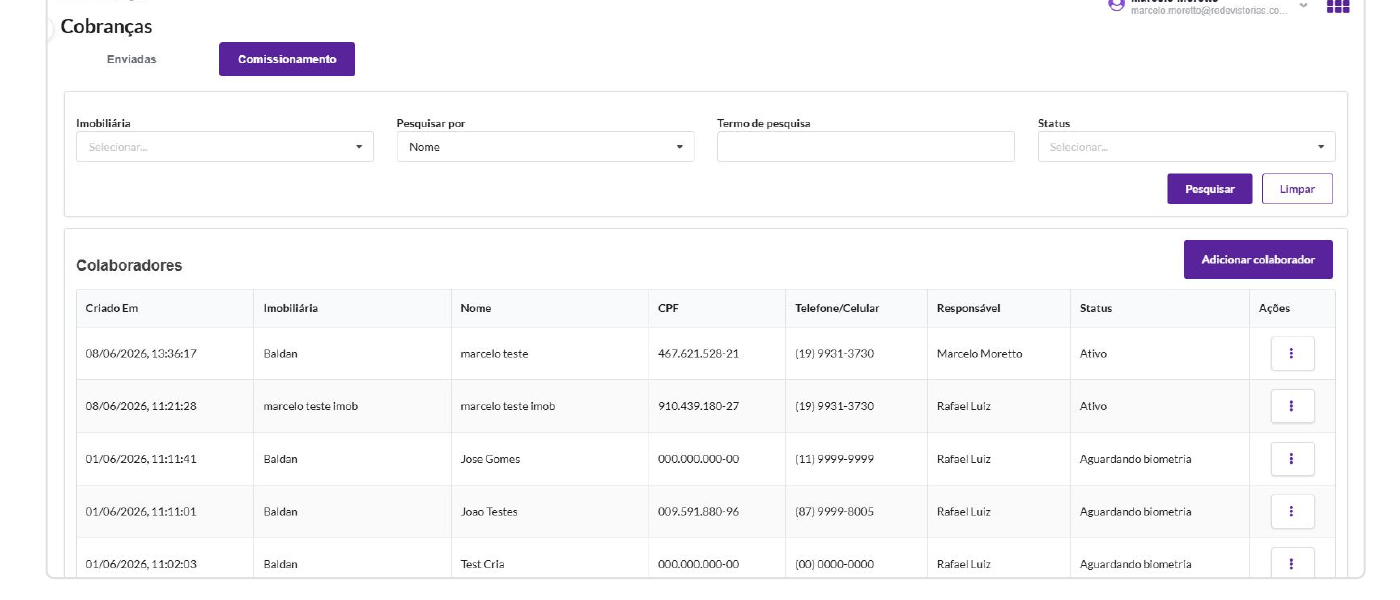 marcelo.moretto@redevistorias.co...
Cobranças
Enviadas Comissionamento
Imobiliária Pesquisar por Termo de pesquisa Status
Selecionar... Nome Selecionar...
Pesquisar Limpar
Adicionar colaborador
Colaboradores
Criado Em Imobiliária Nome CPF Telefone/Celular Responsável Status Ações
08/06/2026, 13:36:17 Baldan marcelo teste 467.621.528-21 (19) 9931-3730 Marcelo Moretto Ativo
08/06/2026, 11:21:28 marcelo teste imob marcelo teste imob 910.439.180-27 (19) 9931-3730 Rafael Luiz Ativo
01/06/2026, 11:11:41 Baldan Jose Gomes 000.000.000-00 (11) 9999-9999 Rafael Luiz Aguardando biometria
01/06/2026, 11:11:01 Baldan Joao Testes 009.591.880-96 (87) 9999-8005 Rafael Luiz Aguardando biometria
01/06/2026, 11:02:03 Baldan Test Cria 000.000.000-00 (00) 0000-0000 Rafael Luiz Aguardando biometria